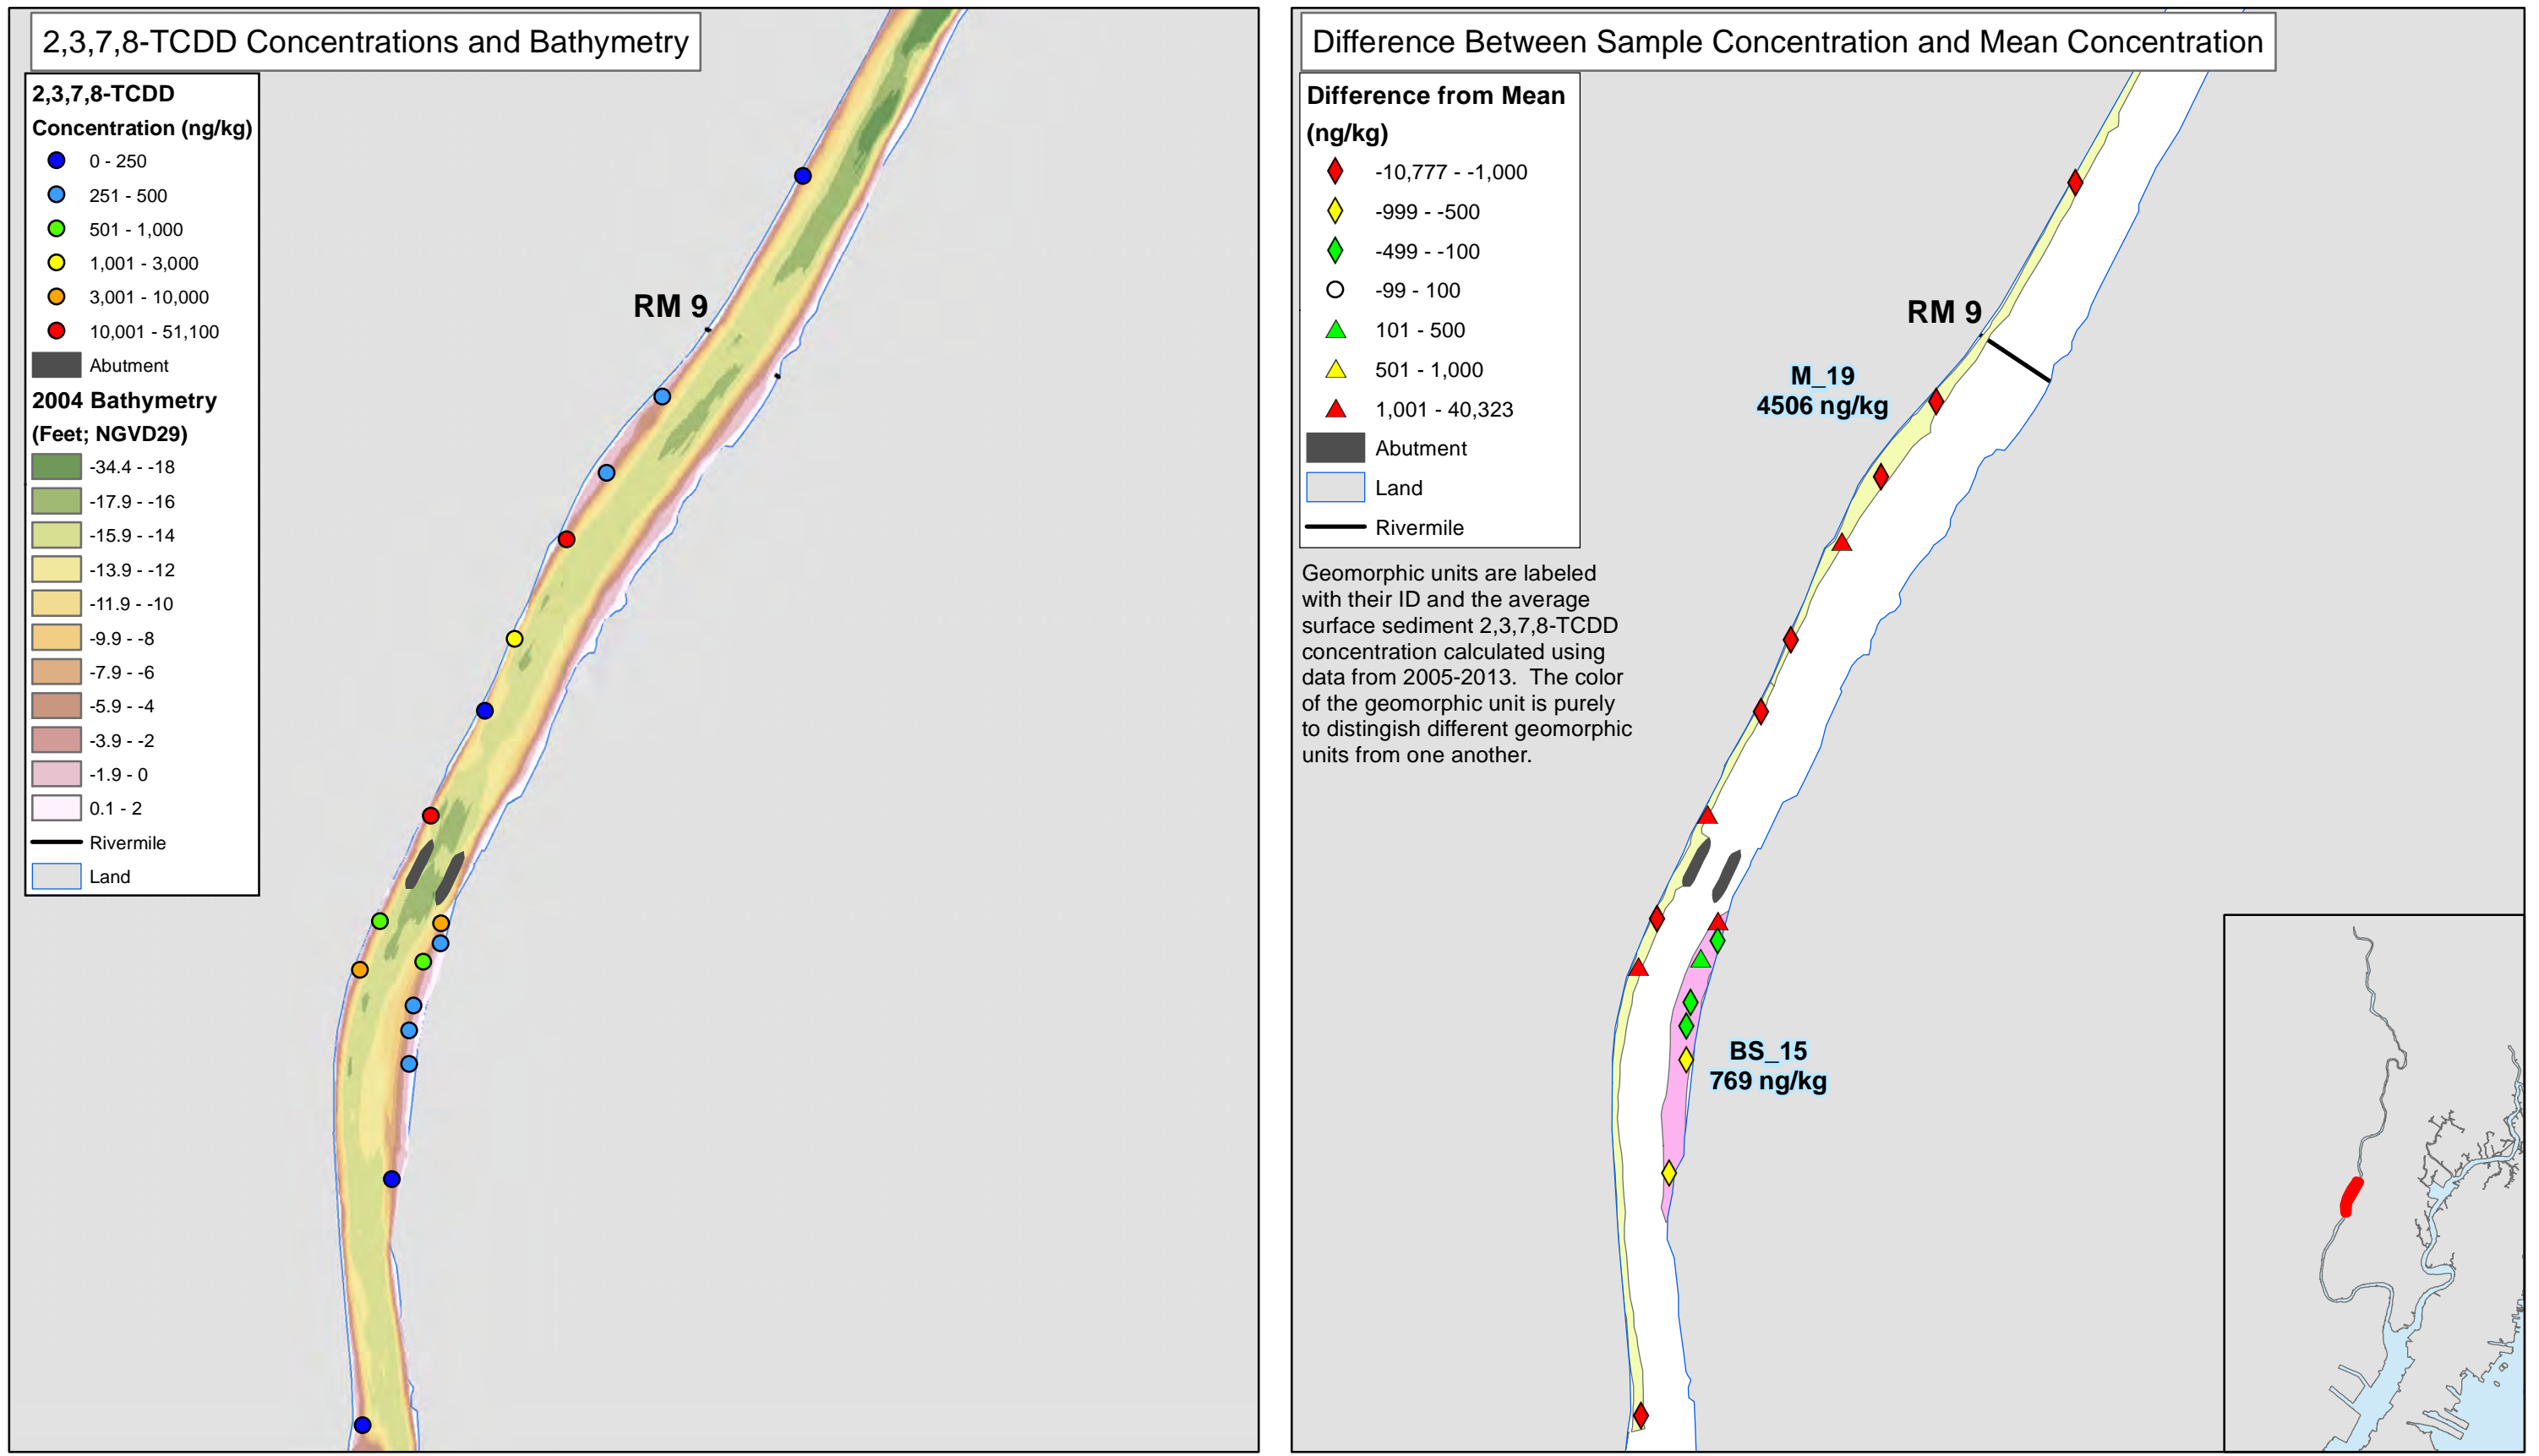 2,3,7,8-TCDD Concentrations and Bathymetry
2,3,7,8-TCDD
Concentration (ng/kg)
0 - 250
251 - 500
501 - 1,000
1,001 - 3,000
3,001 - 10,000
10,001 - 51,100
Abutment
2004 Bathymetry
(Feet; NGVD29)
-34.4 - -18
-17.9 - -16
-15.9 - -14
-13.9 - -12
-11.9 - -10
-9.9 - -8
-7.9 - -6
-5.9 - -4
-3.9 - -2
-1.9 - 0
0.1 - 2
Rivermile
Land
RM 9
Difference Between Sample Concentration and Mean Concentration
Difference from Mean
(ng/kg)
-10,777 - -1,000
-999 - -500
-499 - -100
-99 - 100
101 - 500
501 - 1,000
1,001 - 40,323
Abutment
Land
Rivermile
Geomorphic units are labeled
with their ID and the average
surface sediment 2,3,7,8-TCDD
concentration calculated using
data from 2005-2013.  The color
of the geomorphic unit is purely
to distingish different geomorphic
units from one another.
RM 9
M_19
4506 ng/kg
BS_15
769 ng/kg